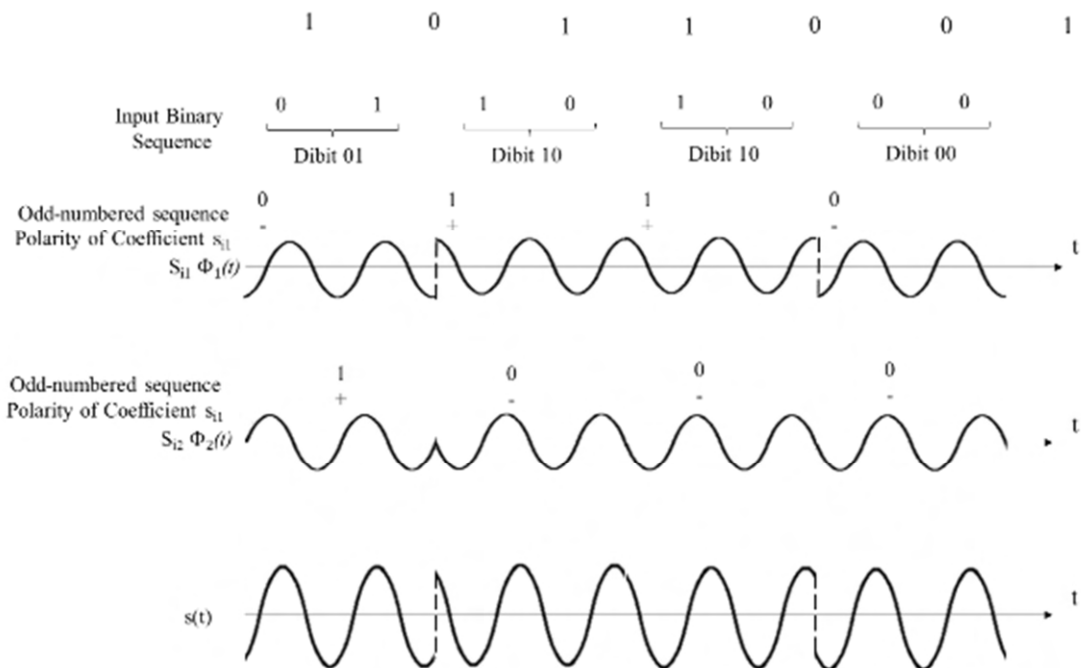 1 0 1 1 0 0 1
0 1 1 0 1 0 0 0
Input Binary
Sequence
Dibit 01 Dibit 10 Dibit 10 Dibit 00
0 1 1 0
Odd-numbered sequence
- + + -
Polarity of Coefficient si1
t
Si1 Φ1(t)
1 0 0 0
Odd-numbered sequence
+ - - -
Polarity of Coefficient si1
t
Si2 Φ2(t)
t
s(t)